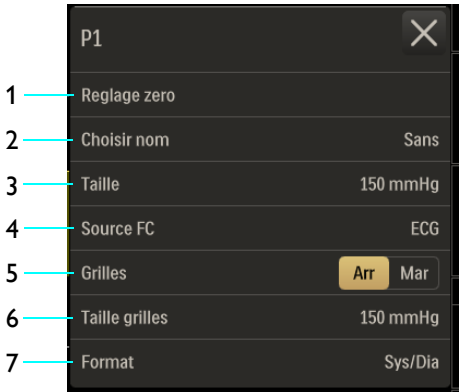 P1
1 Reglage zero
2 Choisir nom Sans
3 Taille 150 mmHg
4 Source FC ECG
5 Grilles Arr Mar
6 Taille grilles 150 mmHg
7 Format Sys/Dia